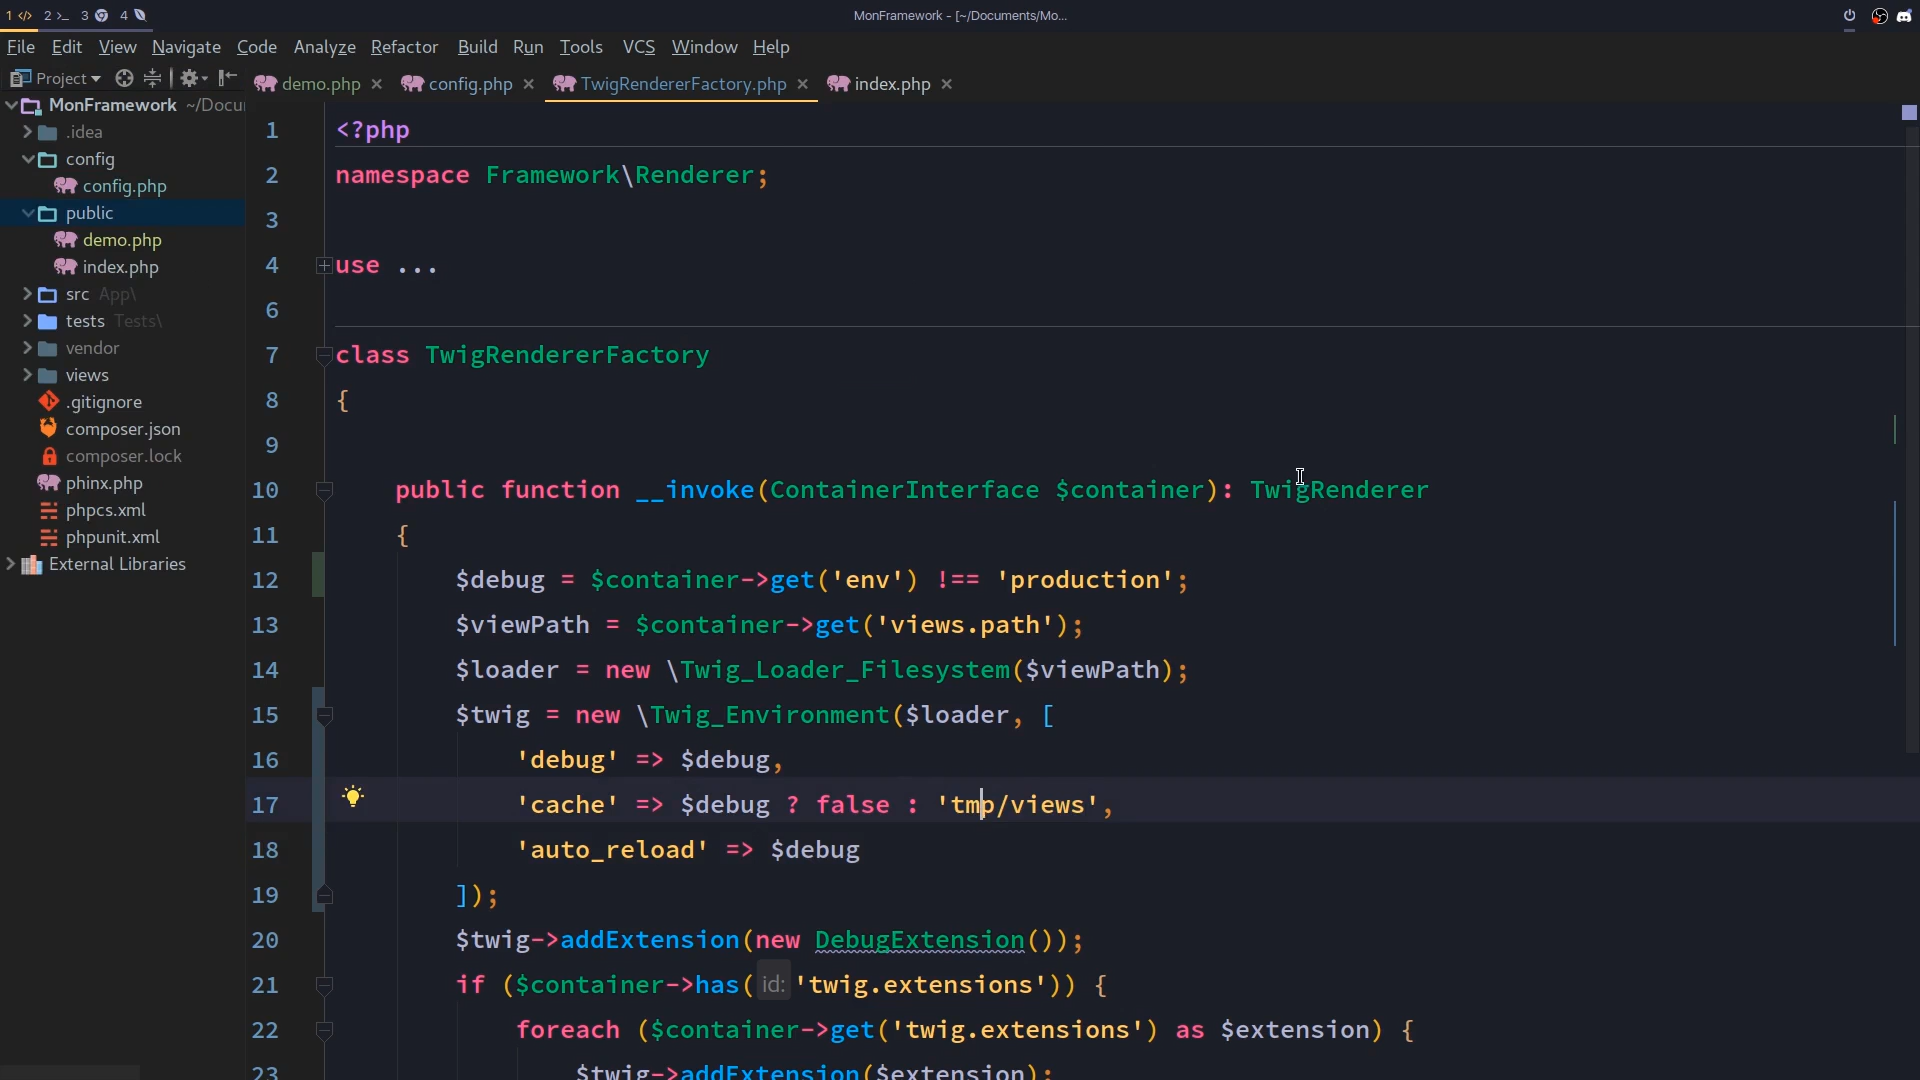 1 </> 2 >_ 3 4
MonFramework - [~/Documents/Mo...
File Edit View Navigate Code Analyze Refactor Build Run Tools VCS Window Help
Project
demo.php × config.php × TwigRendererFactory.php × index.php ×
MonFramework ~/Docu
.idea
config
config.php
public
demo.php
index.php
src App\
tests Tests\
vendor
views
.gitignore
composer.json
composer.lock
phinx.php
phpcs.xml
phpunit.xml
External Libraries
1 <?php
2 namespace Framework\Renderer;
3
4 use ...
6
7 class TwigRendererFactory
8 {
9
10 public function __invoke(ContainerInterface $container): TwigRenderer
11 {
12 $debug = $container->get('env') !== 'production';
13 $viewPath = $container->get('views.path');
14 $loader = new \Twig_Loader_Filesystem($viewPath);
15 $twig = new \Twig_Environment($loader, [
16 'debug' => $debug,
17 'cache' => $debug ? false : 'tmp/views',
18 'auto_reload' => $debug
19 ]);
20 $twig->addExtension(new DebugExtension());
21 if ($container->has( id: 'twig.extensions')) {
22 foreach ($container->get('twig.extensions') as $extension) {
23 $twig->addExtension($extension);